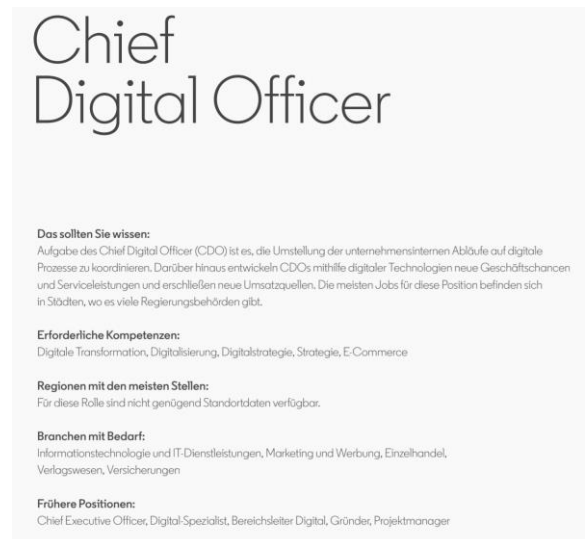 Chief
Digital Officer
Das sollten Sie wissen:
Aufgabe des Chief Digital Officer (CDO) ist es, die Umstellung der unternehmensinternen Abläufe auf digitale
Prozesse zu koordinieren. Darüber hinaus entwickeln CDOs mithilfe digitaler Technologien neue Geschäftschancen
und Serviceleistungen und erschließen neue Umsatzquellen. Die meisten Jobs für diese Position befinden sich
in Städten, wo es viele Regierungsbehörden gibt.
Erforderliche Kompetenzen:
Digitale Transformation, Digitalisierung, Digitalstrategie, Strategie, E-Commerce
Regionen mit den meisten Stellen:
Für diese Rolle sind nicht genügend Standortdaten verfügbar.
Branchen mit Bedarf:
Informationstechnologie und IT-Dienstleistungen, Marketing und Werbung, Einzelhandel,
Verlagswesen, Versicherungen
Frühere Positionen:
Chief Executive Officer, Digital-Spezialist, Bereichsleiter Digital, Gründer, Projektmanager